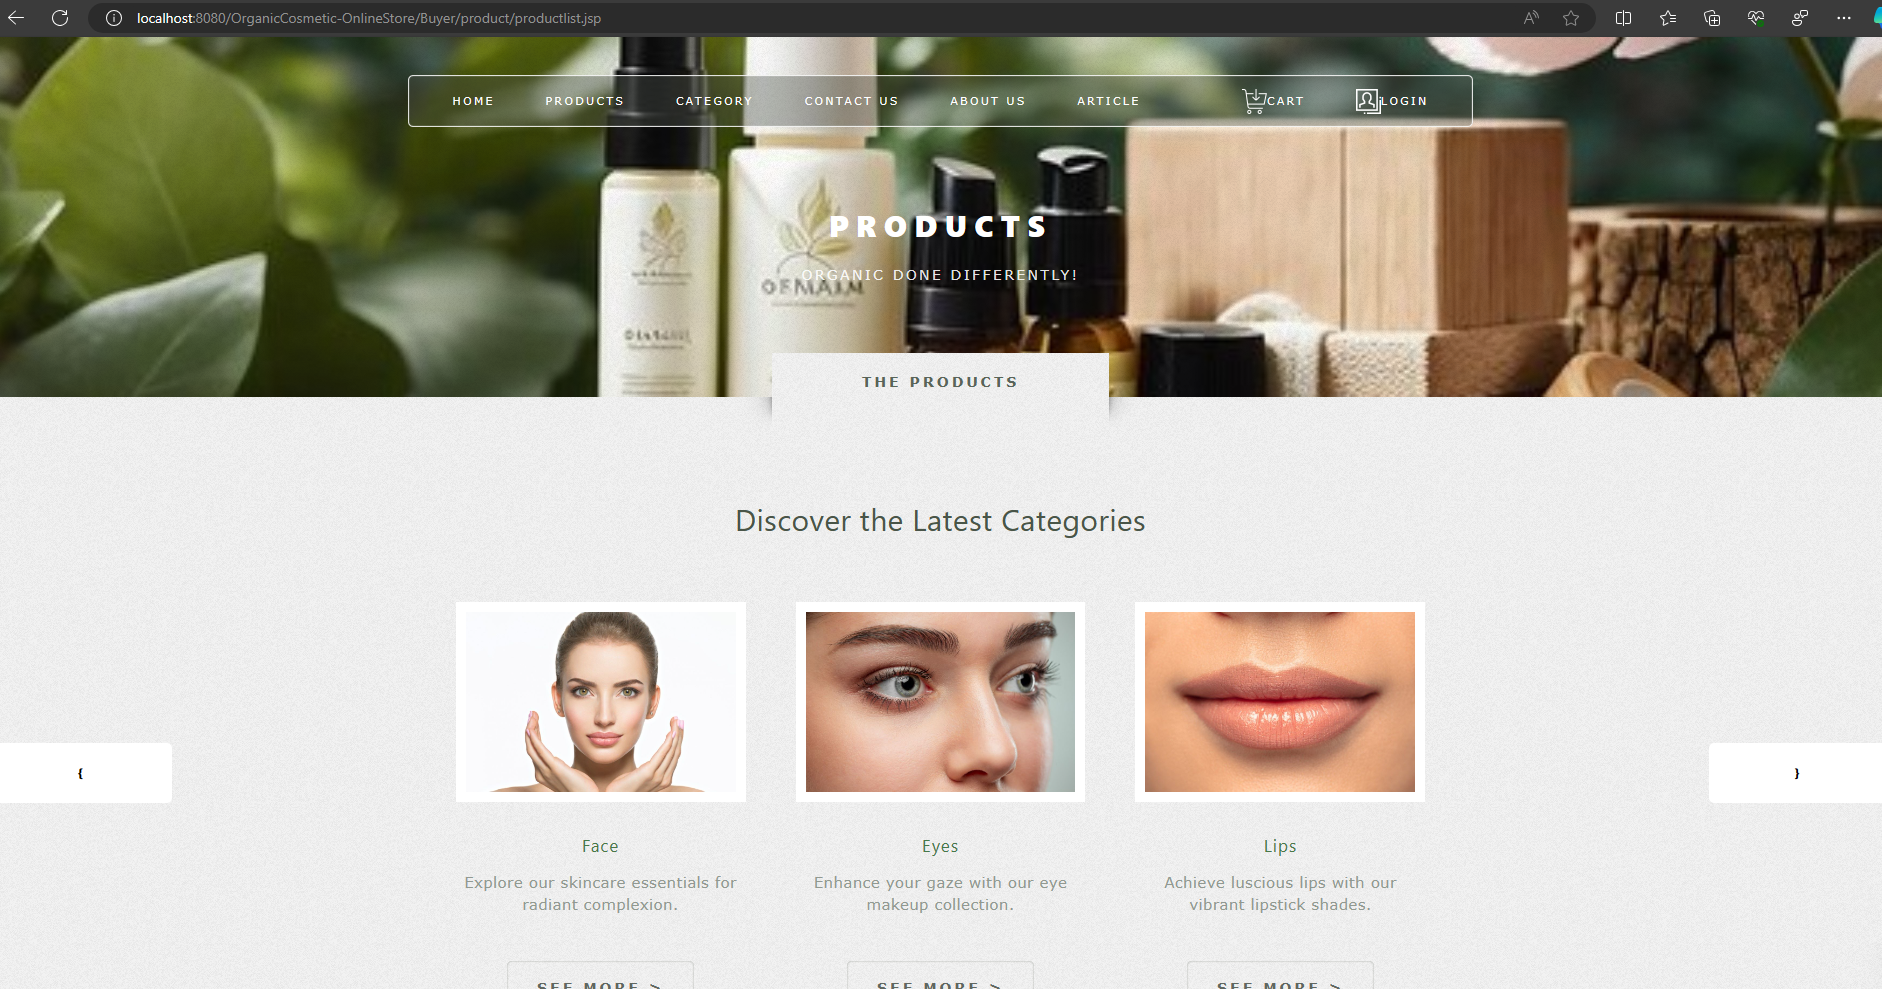 localhost:8080/OrganicCosmetic-OnlineStore/Buyer/product/productlist.jsp
HOME PRODUCTS CATEGORY CONTACT US ABOUT US ARTICLE CART LOGIN
PRODUCTS
ORGANIC DONE DIFFERENTLY!
THE PRODUCTS
Discover the Latest Categories
{
}
Face
Eyes
Lips
Explore our skincare essentials for
radiant complexion.
Enhance your gaze with our eye
makeup collection.
Achieve luscious lips with our
vibrant lipstick shades.
SEE MORE >
SEE MORE >
SEE MORE >